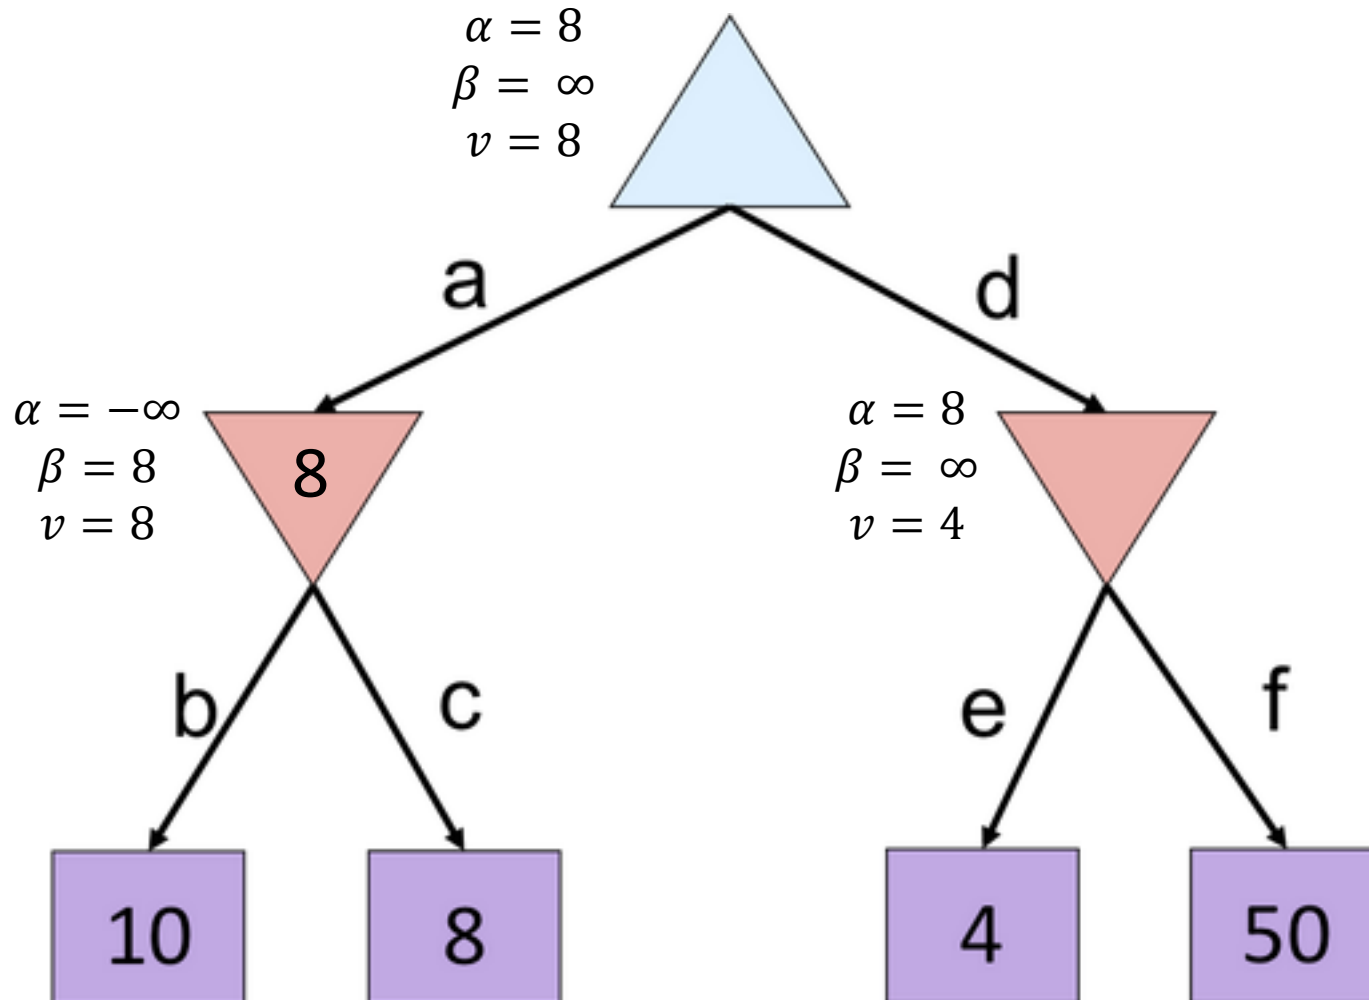 α = 8
β = ∞
v = 8
a
d
α = −∞
β = 8
v = 8
8
α = 8
β = ∞
v = 4
b
c
e
f
10
8
4
50